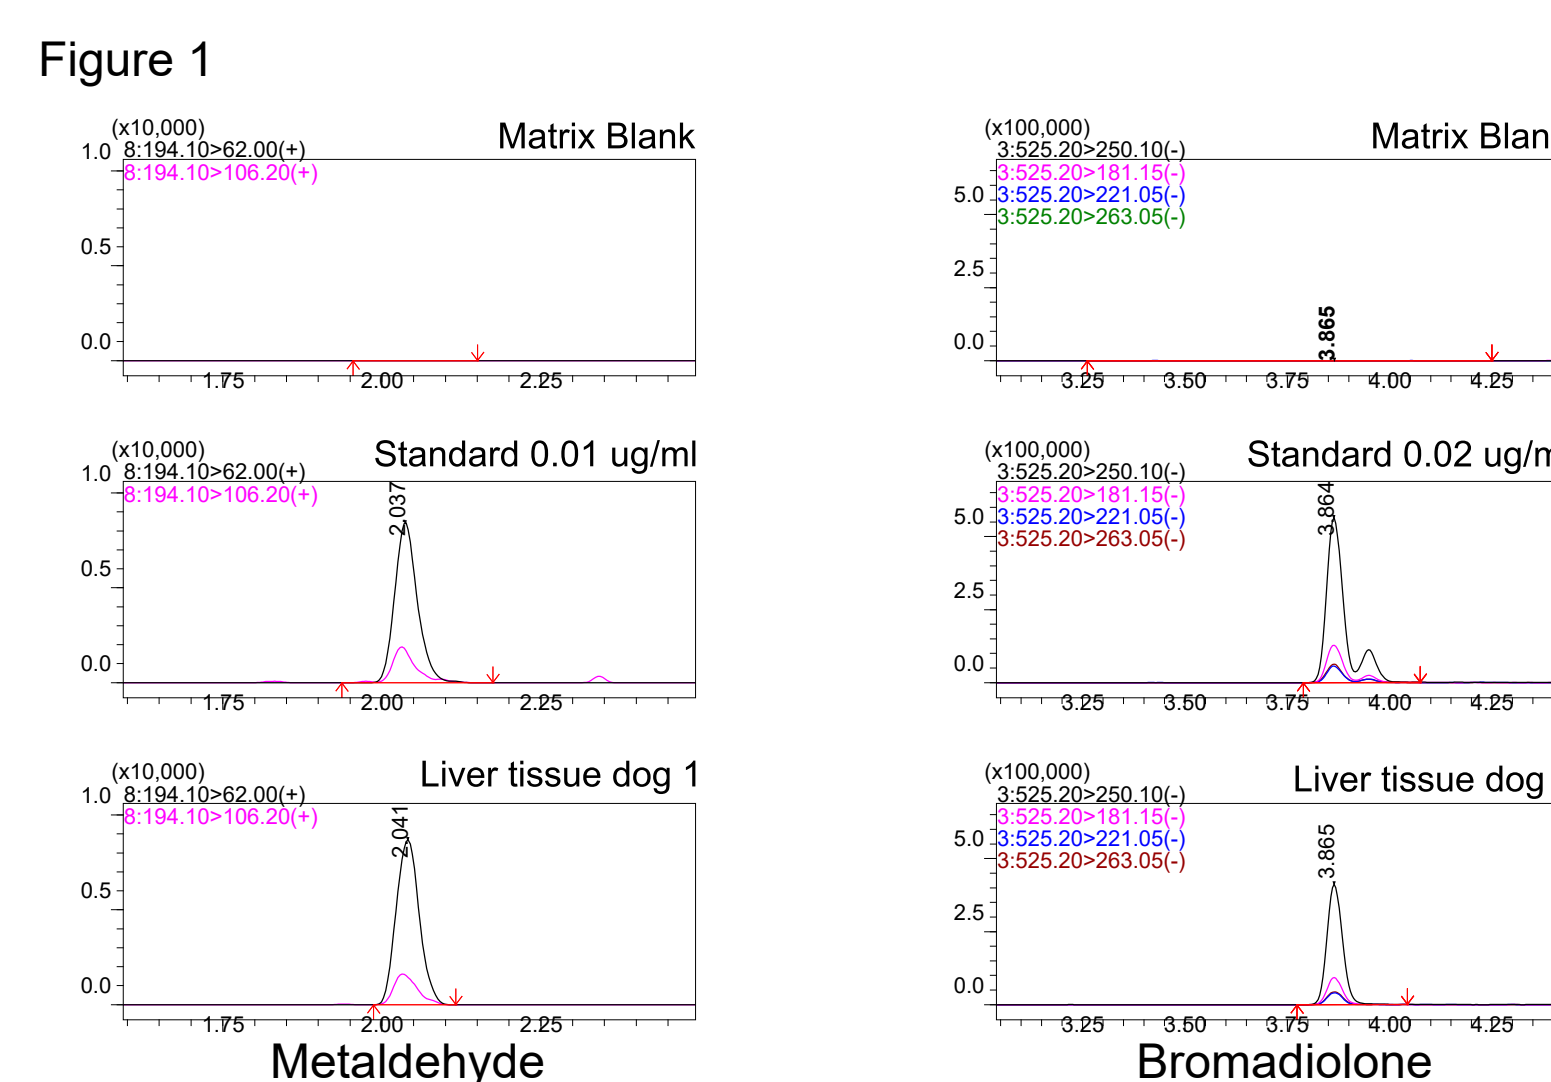 Figure 1
(x10,000)
Matrix Blank
8:194.10>62.00(+)
8:194.10>106.20(+)
1.0
0.5
0.0
1.75 2.00 2.25
(x100,000)
Matrix Blan
3:525.20>250.10(-)
3:525.20>181.15(-)
3:525.20>221.05(-)
3:525.20>263.05(-)
5.0
2.5
0.0
3.865
3.25 3.50 3.75 4.00 4.25
(x10,000)
Standard 0.01 ug/ml
8:194.10>62.00(+)
8:194.10>106.20(+)
1.0
0.5
0.0
2.037
1.75 2.00 2.25
(x100,000)
Standard 0.02 ug/m
3:525.20>250.10(-)
3:525.20>181.15(-)
3:525.20>221.05(-)
3:525.20>263.05(-)
5.0
2.5
0.0
3.864
3.25 3.50 3.75 4.00 4.25
(x10,000)
Liver tissue dog 1
8:194.10>62.00(+)
8:194.10>106.20(+)
1.0
0.5
0.0
2.041
1.75 2.00 2.25
Metaldehyde
(x100,000)
Liver tissue dog
3:525.20>250.10(-)
3:525.20>181.15(-)
3:525.20>221.05(-)
3:525.20>263.05(-)
5.0
2.5
0.0
3.865
3.25 3.50 3.75 4.00 4.25
Bromadiolone